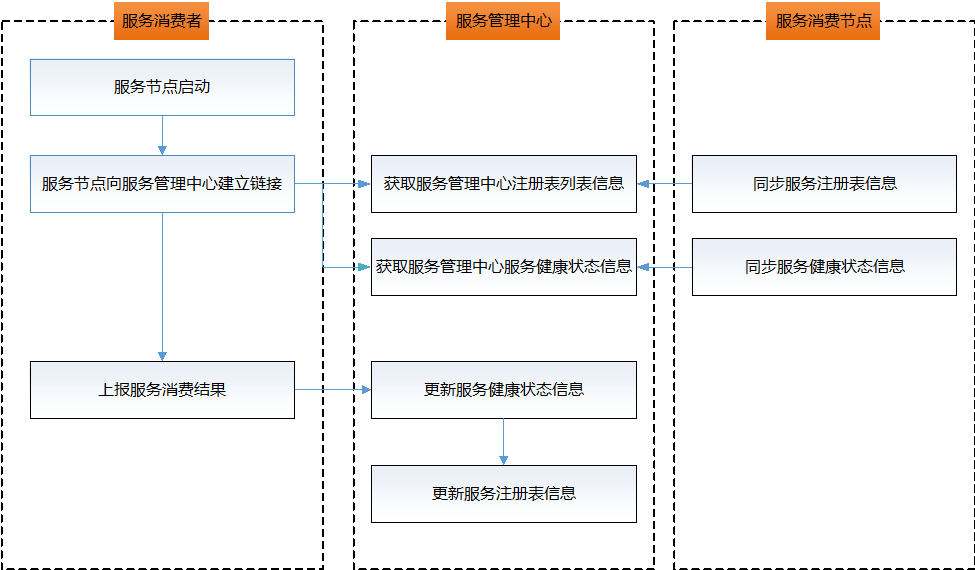 服务消费者
服务管理中心
服务消费节点
服务节点启动
服务节点向服务管理中心建立链接
获取服务管理中心注册表列表信息
同步服务注册表信息
获取服务管理中心服务健康状态信息
同步服务健康状态信息
上报服务消费结果
更新服务健康状态信息
更新服务注册表信息